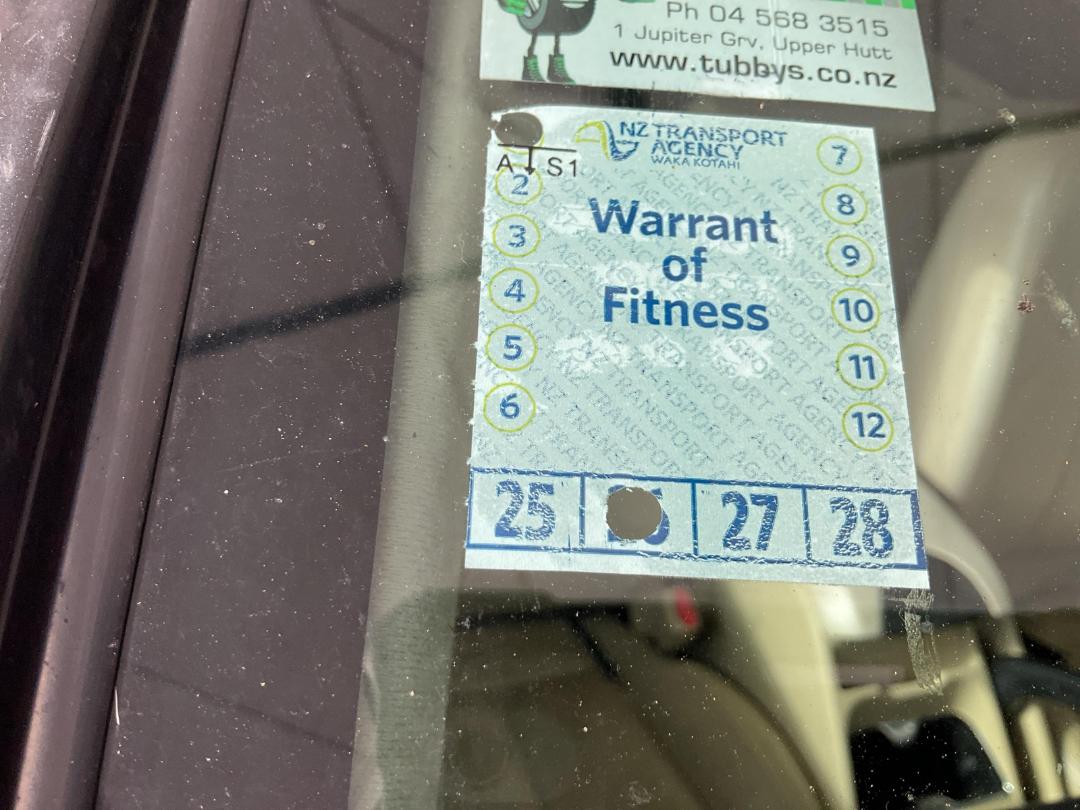 Ph 04 568 3515
1 Jupiter Grv, Upper Hutt
www.tubbys.co.nz
NZ TRANSPORT
AGENCY
WAKA KOTAHI
A S1
Warrant
of
Fitness
2
3
4
5
6
7
8
9
10
11
12
25 27 28